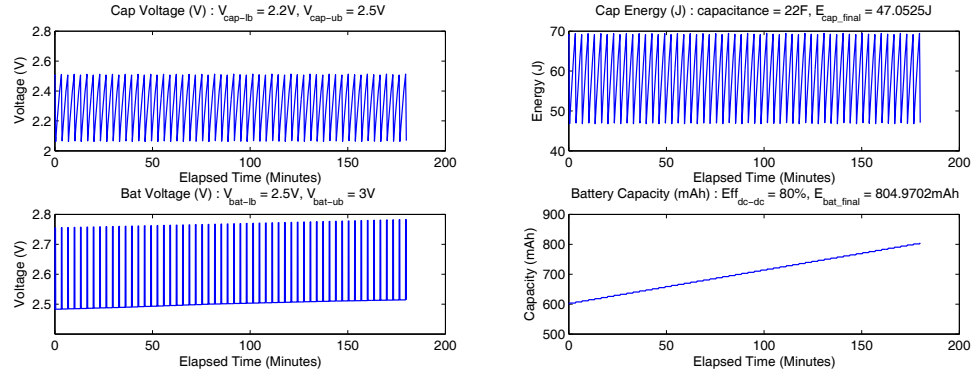 Cap Voltage (V) : V_cap-lb = 2.2V, V_cap-ub = 2.5V
2.8
2.6
2.4
2.2
2
Voltage (V)
0 50 100 150 200
Elapsed Time (Minutes)
Cap Energy (J) : capacitance = 22F, E_cap_final = 47.0525J
70
60
50
40
Energy (J)
0 50 100 150 200
Elapsed Time (Minutes)
Bat Voltage (V) : V_bat-lb = 2.5V, V_bat-ub = 3V
2.8
2.7
2.6
2.5
Voltage (V)
0 50 100 150 200
Elapsed Time (Minutes)
Battery Capacity (mAh) : Eff_dc-dc = 80%, E_bat_final = 804.9702mAh
900
800
700
600
500
Capacity (mAh)
0 50 100 150 200
Elapsed Time (Minutes)